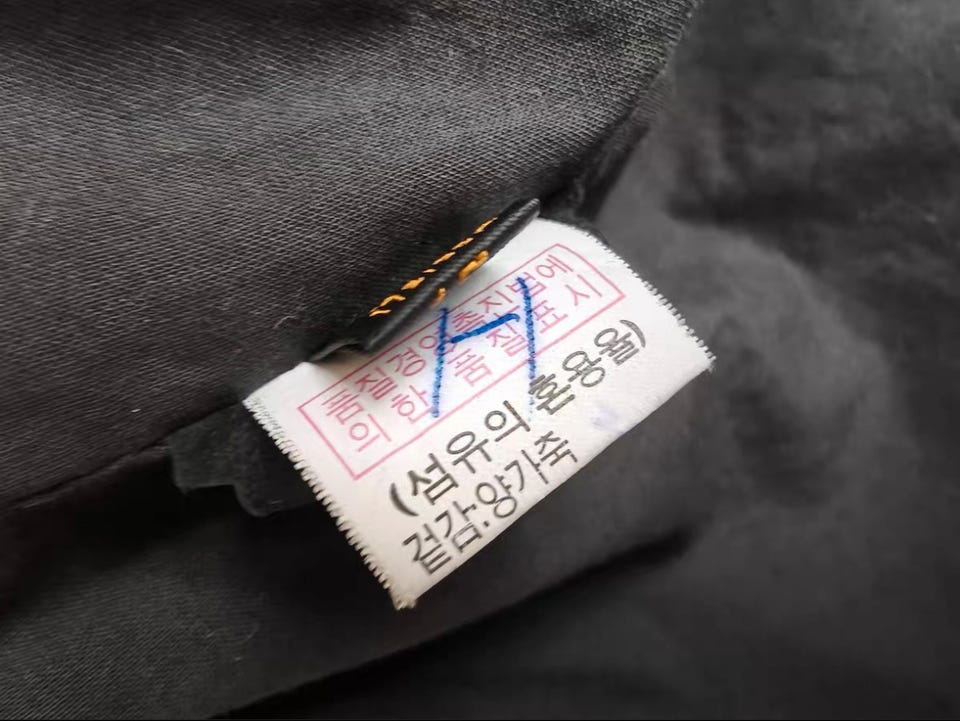 품질경영촉진법에
의한 품질표시
(섬유의 혼용율)
겉감.양가죽
H